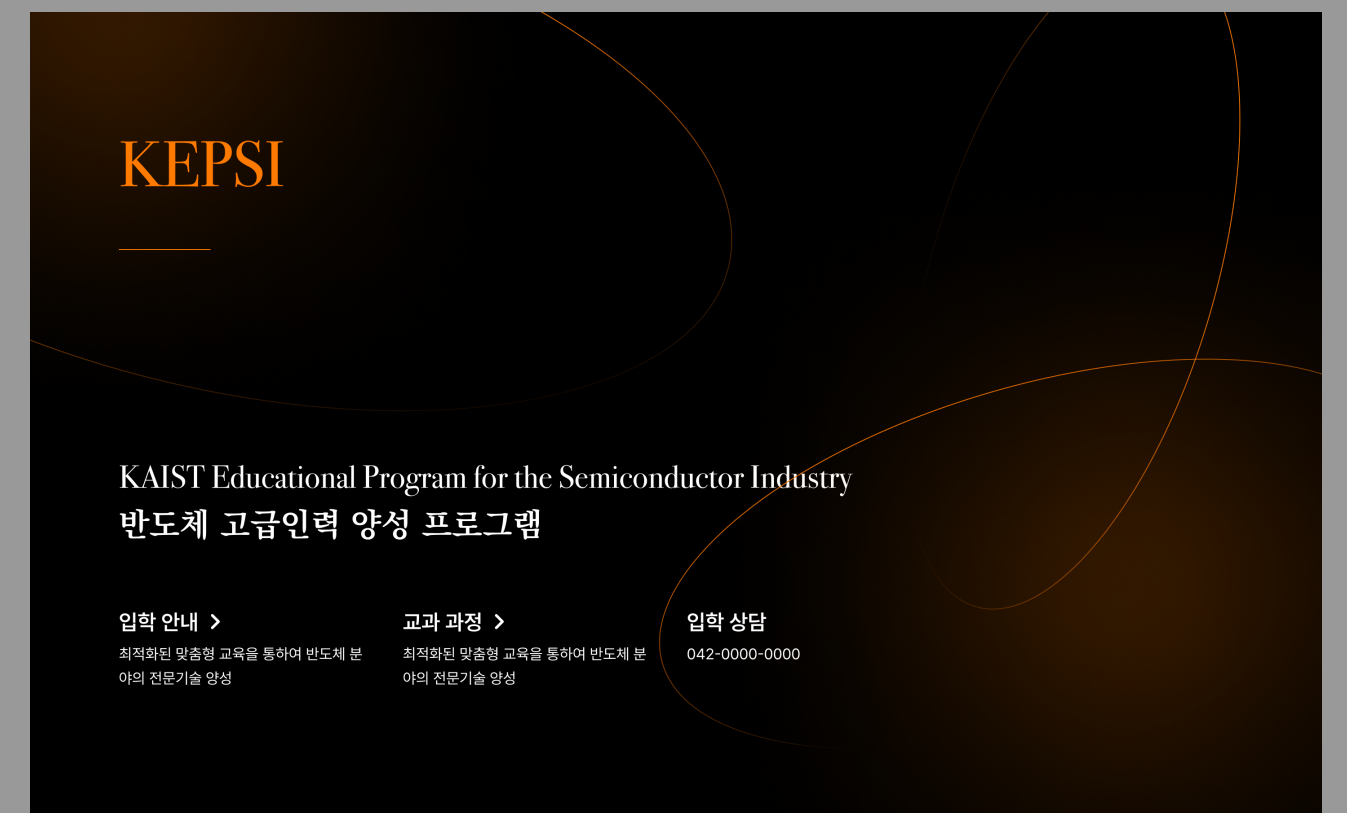 KEPSI
KAIST Educational Program for the Semiconductor Industry
반도체 고급인력 양성 프로그램
입학 안내
최적화된 맞춤형 교육을 통하여 반도체 분
야의 전문기술 양성
교과 과정
최적화된 맞춤형 교육을 통하여 반도체 분
야의 전문기술 양성
입학 상담
042-0000-0000